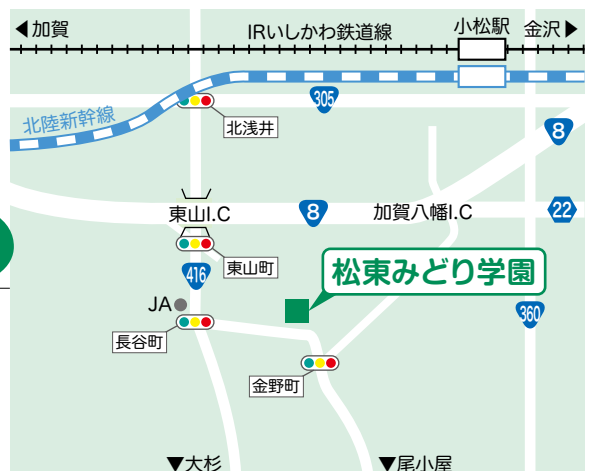 ◀加賀
IRいしかわ鉄道線
小松駅
金沢▶
北陸新幹線
305
北浅井
8
東山I.C
8
加賀八幡I.C
22
東山町
416
松東みどり学園
JA
360
長谷町
金野町
▼大杉
▼尾小屋